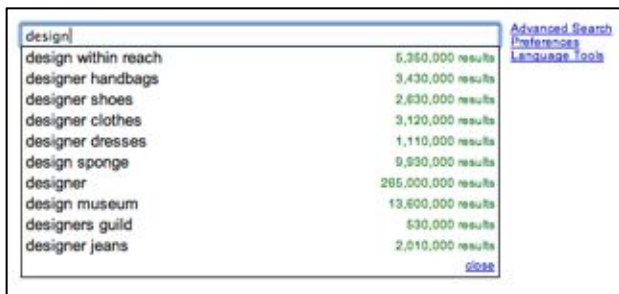 design
Advanced Search
Preferences
Language Tools
design within reach 5,350,000 results
designer handbags 3,430,000 results
designer shoes 2,630,000 results
designer clothes 3,120,000 results
designer dresses 1,110,000 results
design sponge 9,930,000 results
designer 265,000,000 results
design museum 13,600,000 results
designers guild 530,000 results
designer jeans 2,010,000 results
close